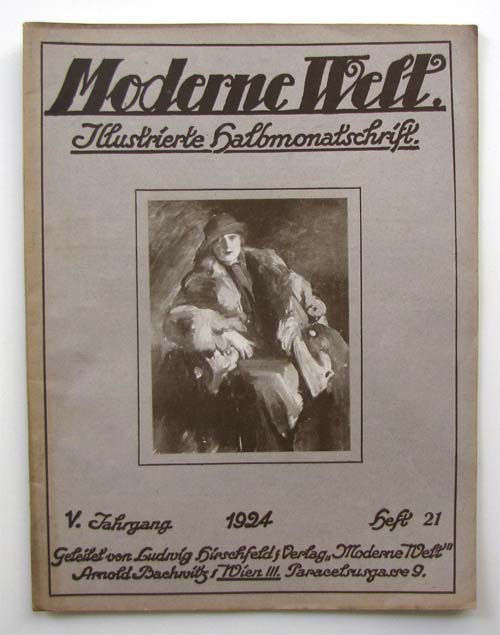 Moderne Welt.
Illustrierte Halbmonatschrift.
V. Jahrgang 1924 Heft 21
Geleitet von Ludwig Hirschfeld; Verlag „Moderne Welt"
Arnold Bachwitz; Wien III. Paracelsusgasse 9.